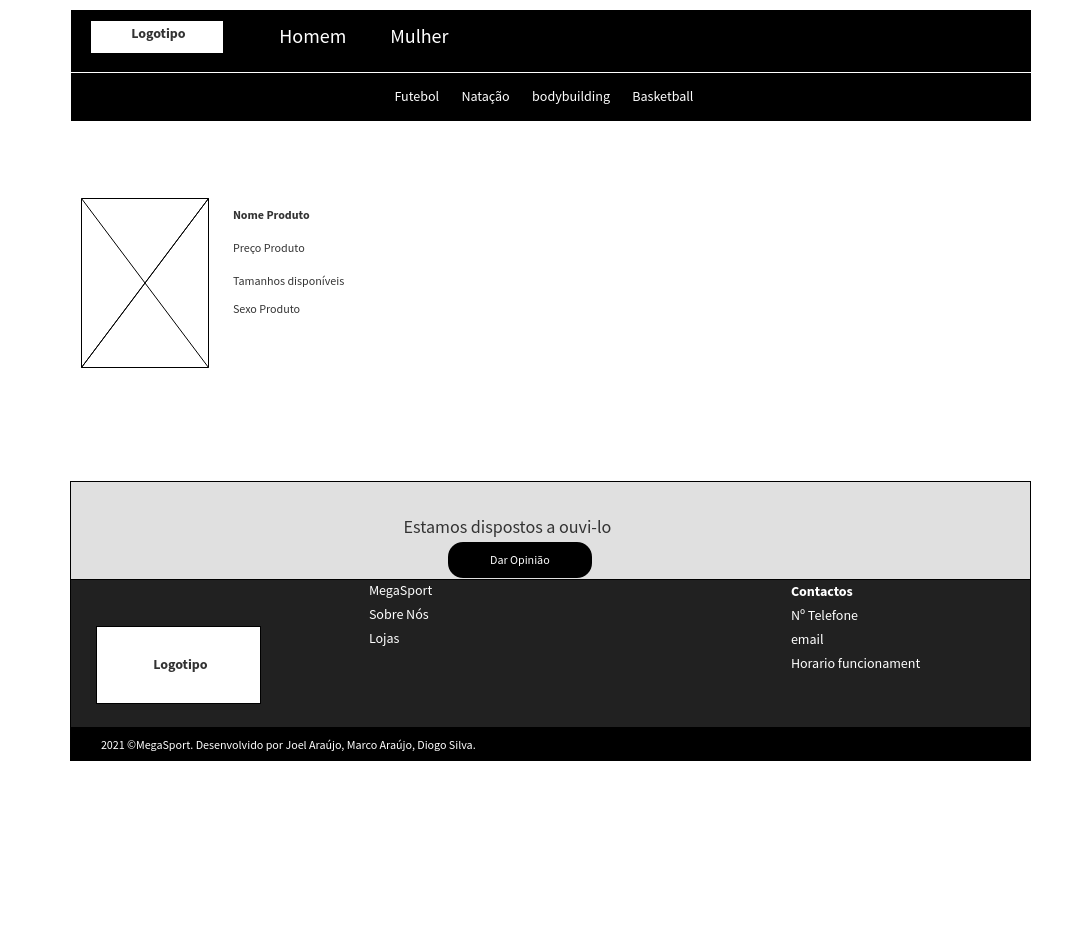 Logotipo
Homem Mulher
Futebol Natação bodybuilding Basketball
Nome Produto
Preço Produto
Tamanhos disponíveis
Sexo Produto
Estamos dispostos a ouvi-lo
Dar Opinião
MegaSport
Sobre Nós
Lojas
Logotipo
Contactos
Nº Telefone
email
Horario funcionament
2021 ©MegaSport. Desenvolvido por Joel Araújo, Marco Araújo, Diogo Silva.